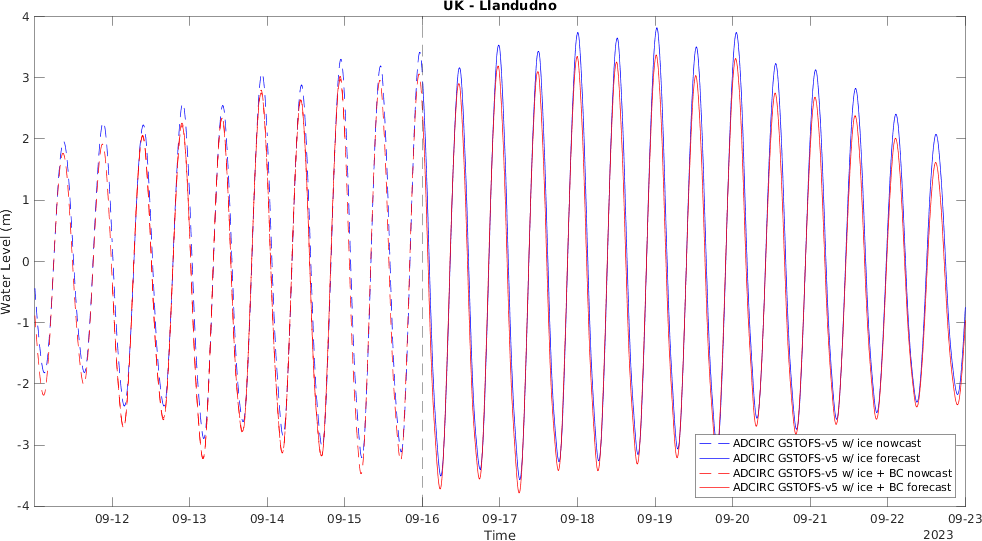 UK - Llandudno
4
3
2
1
0
-1
-2
-3
-4
Water Level (m)
ADCIRC GSTOFS-v5 w/ ice nowcast
ADCIRC GSTOFS-v5 w/ ice forecast
ADCIRC GSTOFS-v5 w/ ice + BC nowcast
ADCIRC GSTOFS-v5 w/ ice + BC forecast
09-12 09-13 09-14 09-15 09-16 09-17 09-18 09-19 09-20 09-21 09-22 09-23
Time
2023